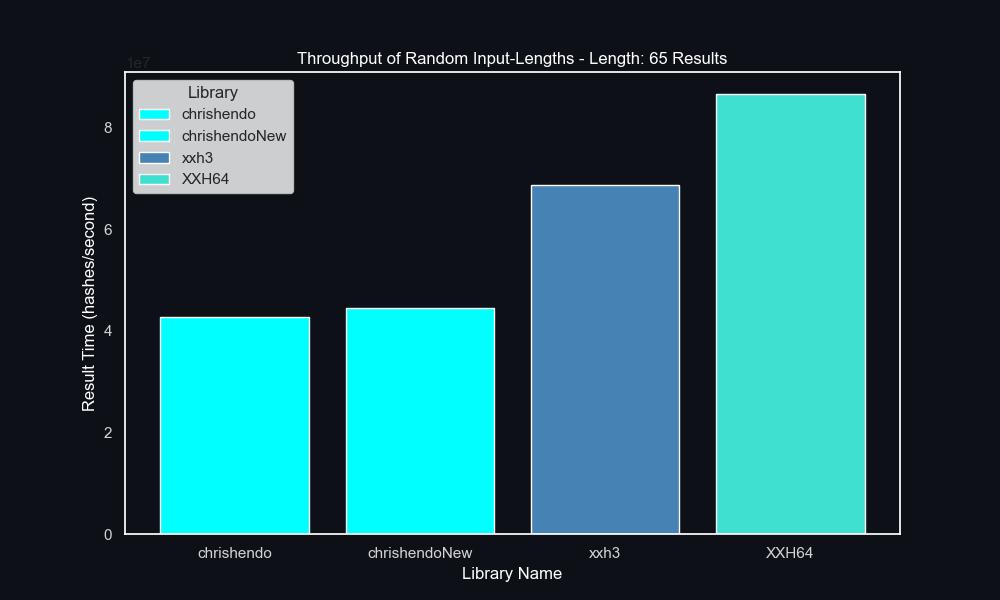 Throughput of Random Input-Lengths - Length: 65 Results
1e7
Library
chrishendo
chrishendoNew
xxh3
XXH64
8
6
4
2
0
Result Time (hashes/second)
chrishendo chrishendoNew xxh3 XXH64
Library Name